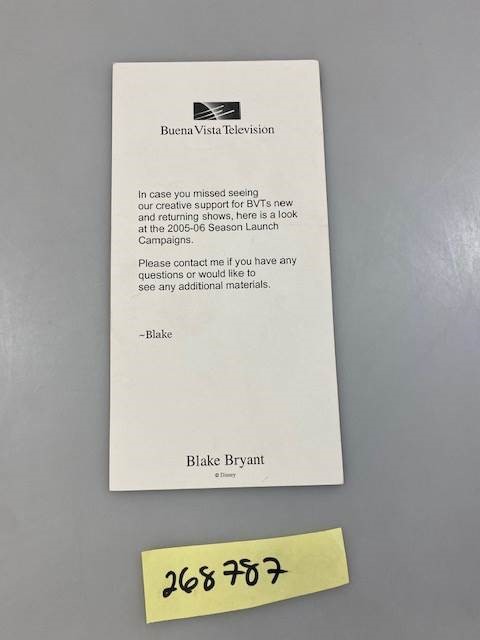 Buena Vista Television
In case you missed seeing
our creative support for BVTs new
and returning shows, here is a look
at the 2005-06 Season Launch
Campaigns.
Please contact me if you have any
questions or would like to
see any additional materials.
~Blake
Blake Bryant
© Disney
268787